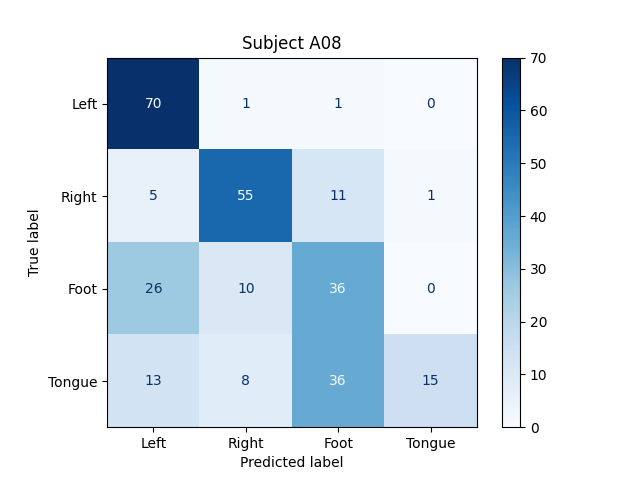 Subject A08
True label
Left 70 1 1 0
Right 5 55 11 1
Foot 26 10 36 0
Tongue 13 8 36 15
Left Right Foot Tongue
Predicted label
70
60
50
40
30
20
10
0